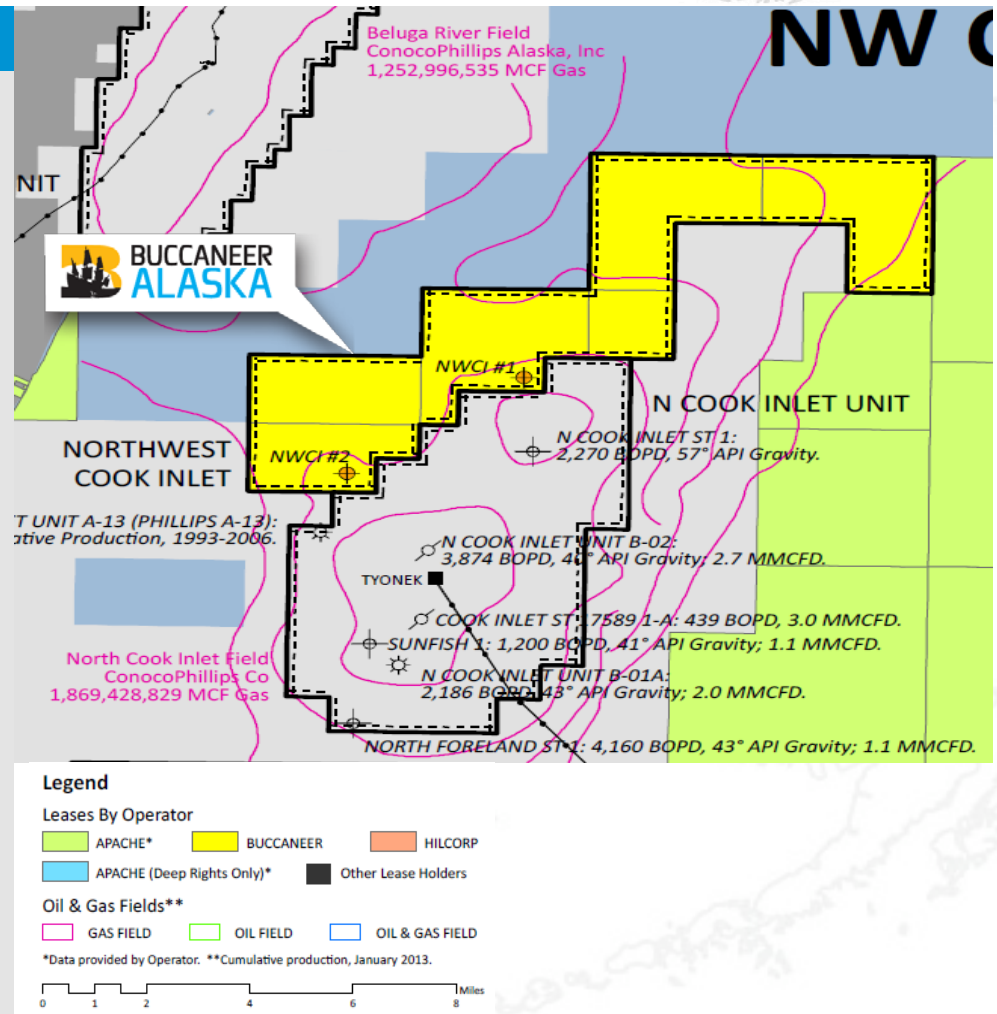 Beluga River Field
ConocoPhillips Alaska, Inc
1,252,996,535 MCF Gas
NW
NIT
BUCCANEER
ALASKA
NWCI #1
N COOK INLET UNIT
NORTHWEST
COOK INLET
NWCI #2
N COOK INLET ST 1:
2,270 BOPD, 57° API Gravity.
T UNIT A-13 (PHILLIPS A-13):
ative Production, 1993-2006.
N COOK INLET UNIT B-02:
3,874 BOPD, 40° API Gravity; 2.7 MMCFD.
TYONEK
COOK INLET ST 17589 1-A: 439 BOPD, 3.0 MMCFD.
SUNFISH 1: 1,200 BOPD, 41° API Gravity; 1.1 MMCFD.
North Cook Inlet Field
ConocoPhillips Co
1,869,428,829 MCF Gas
N COOK INLET UNIT B-01A:
2,186 BOPD, 43° API Gravity; 2.0 MMCFD.
NORTH FORELAND ST 1: 4,160 BOPD, 43° API Gravity; 1.1 MMCFD.
Legend
Leases By Operator
APACHE* BUCCANEER HILCORP
APACHE (Deep Rights Only)* Other Lease Holders
Oil & Gas Fields**
GAS FIELD OIL FIELD OIL & GAS FIELD
*Data provided by Operator. **Cumulative production, January 2013.
Miles
0 1 2 4 6 8